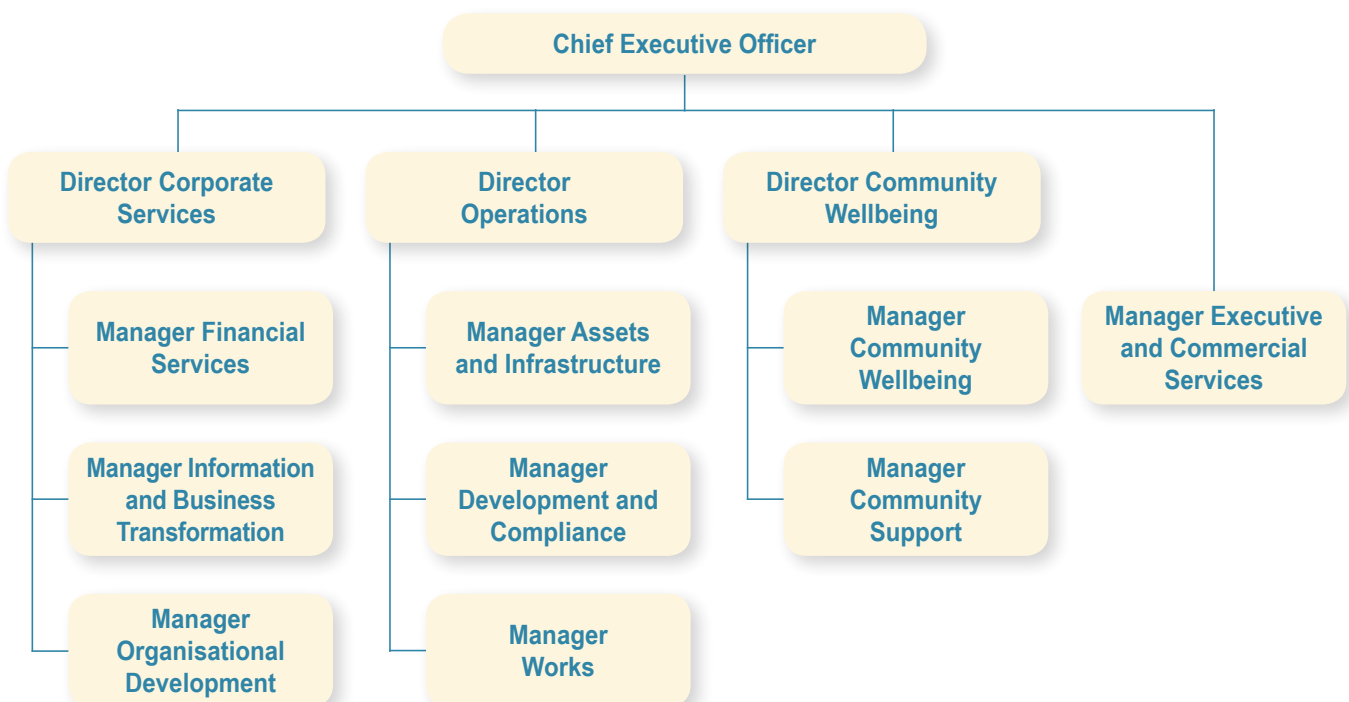 Chief Executive Officer
Director Corporate
Services
Director
Operations
Director Community
Wellbeing
Manager Financial
Services
Manager Assets
and Infrastructure
Manager
Community
Wellbeing
Manager Executive
and Commercial
Services
Manager Information
and Business
Transformation
Manager
Development and
Compliance
Manager
Community
Support
Manager
Organisational
Development
Manager
Works